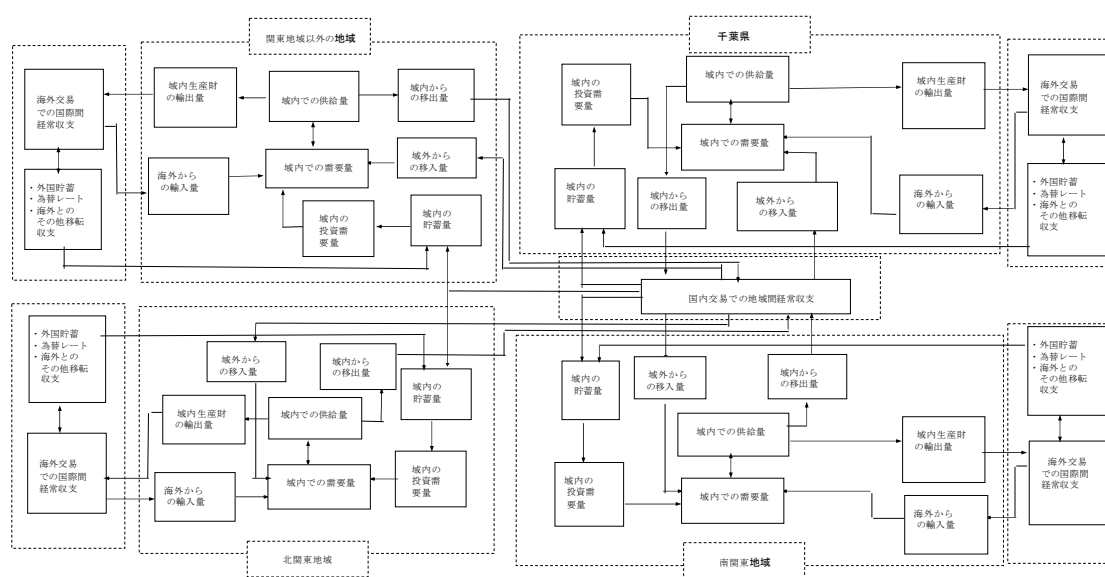 関東地域以外の地域
海外交易
での国際間
経常収支
・外国貯蓄
・為替レート
・海外との
その他移転
収支
域内生産財
の輸出量
域内での供給量
域内から
の移出量
域内での需要量
域外から
の移入量
海外から
の輸入量
域内の
投資需
要量
域内の
貯蓄量
千葉県
域内の
投資需
要量
域内での供給量
域内生産財
の輸出量
域内での需要量
域内の
貯蓄量
域内から
の移出量
域外から
の移入量
海外から
の輸入量
海外交易
での国際間
経常収支
・外国貯蓄
・為替レート
・海外との
その他移転
収支
国内交易での地域間経常収支
・外国貯蓄
・為替レート
・海外との
その他移転
収支
海外交易
での国際間
経常収支
域外から
の移入量
域内から
の移出量
域内の
貯蓄量
域内生産財
の輸出量
域内での供給量
域内での需要量
域内の
投資需
要量
海外から
の輸入量
北関東地域
域内の
貯蓄量
域外から
の移入量
域内から
の移出量
域内での供給量
域内生産財
の輸出量
域内の
投資需
要量
域内での需要量
海外から
の輸入量
・外国貯蓄
・為替レート
・海外との
その他移転
収支
海外交易
での国際間
経常収支
南関東地域